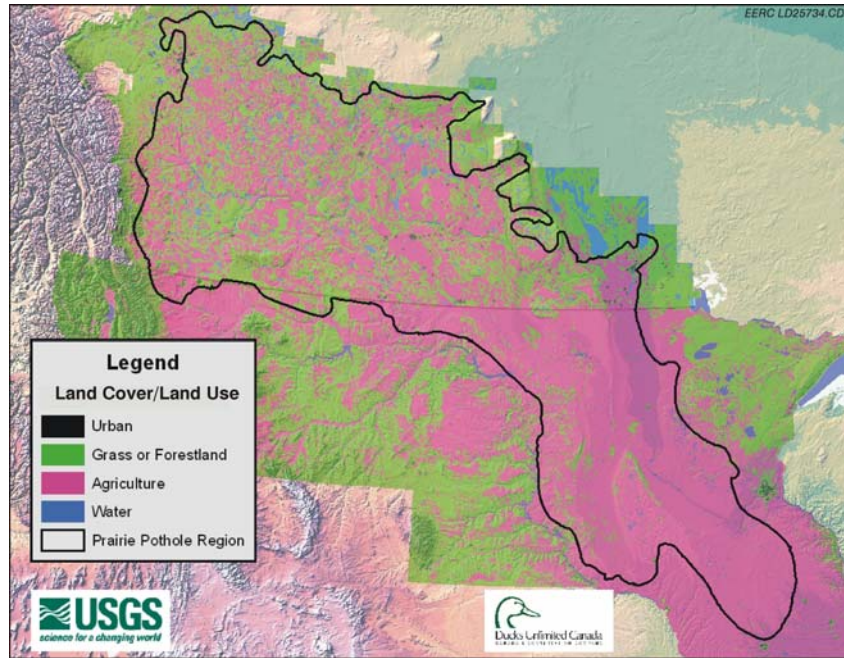 EERC LD25734.CD
Legend
Land Cover/Land Use
Urban
Grass or Forestland
Agriculture
Water
Prairie Pothole Region
USGS
science for a changing world
Ducks Unlimited Canada